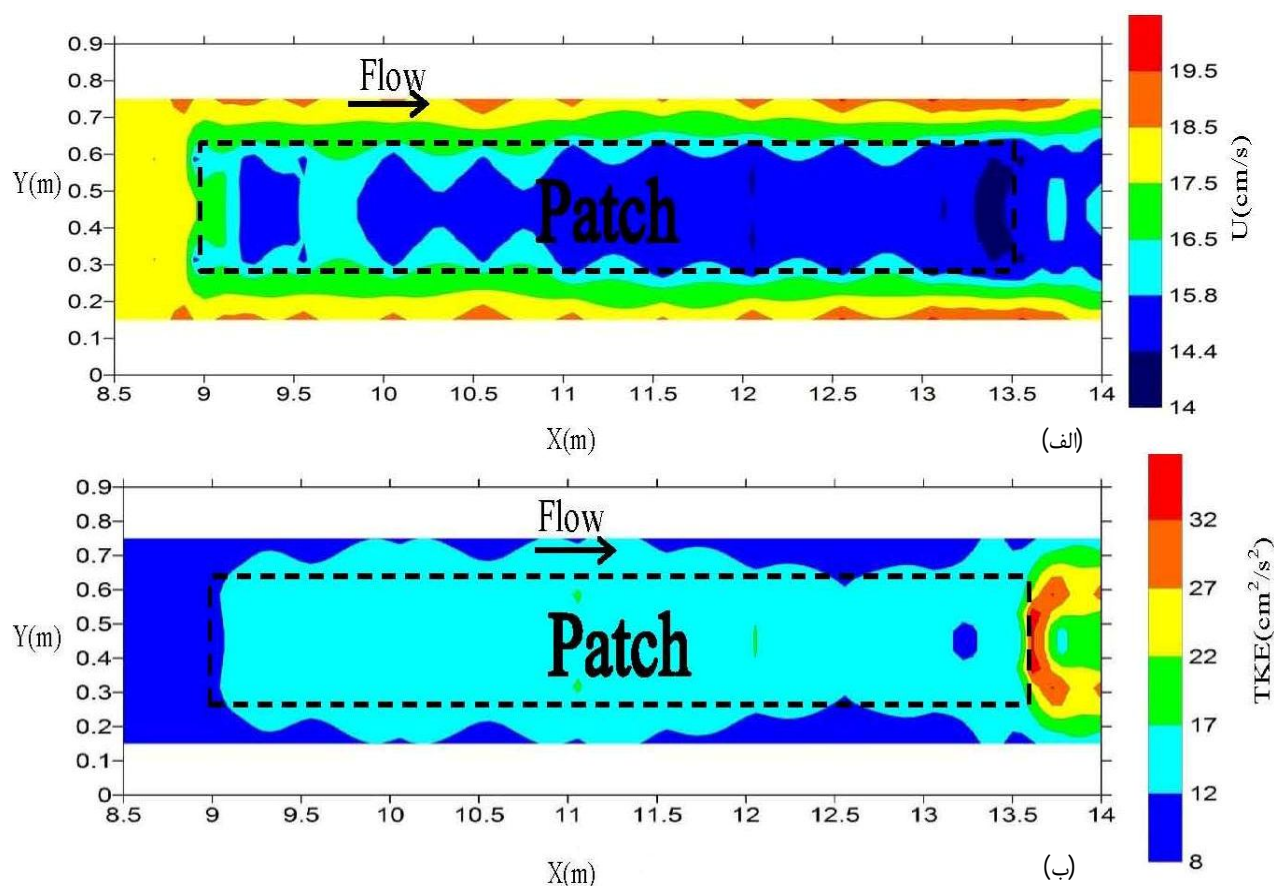 0.9
0.8
0.7
0.6
0.5
0.4
0.3
0.2
0.1
0
Y(m)
Flow
Patch
8.5 9 9.5 10 10.5 11 11.5 12 12.5 13 13.5 14
X(m)
(الف)
19.5
18.5
17.5
16.5
15.8
14.4
14
U(cm/s)
0.9
0.8
0.7
0.6
0.5
0.4
0.3
0.2
0.1
0
Y(m)
Flow
Patch
8.5 9 9.5 10 10.5 11 11.5 12 12.5 13 13.5 14
X(m)
(ب)
32
27
22
17
12
8
TKE(cm²/s²)